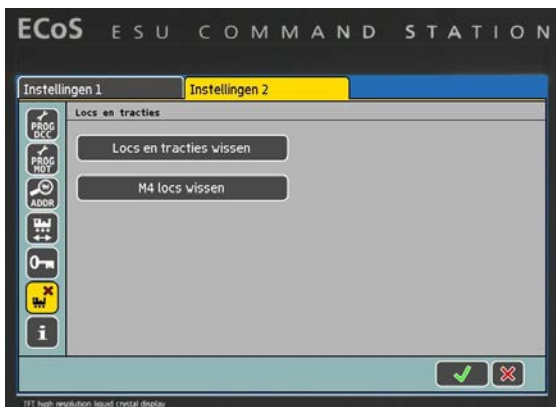 ECoS ESU COMMAND STATION
Instellingen 1
Instellingen 2
Locs en tracties
PROG
DCC
PROG
MOT
ADDR
Locs en tracties wissen
M4 locs wissen
i
TFT high resolution liquid crystal display